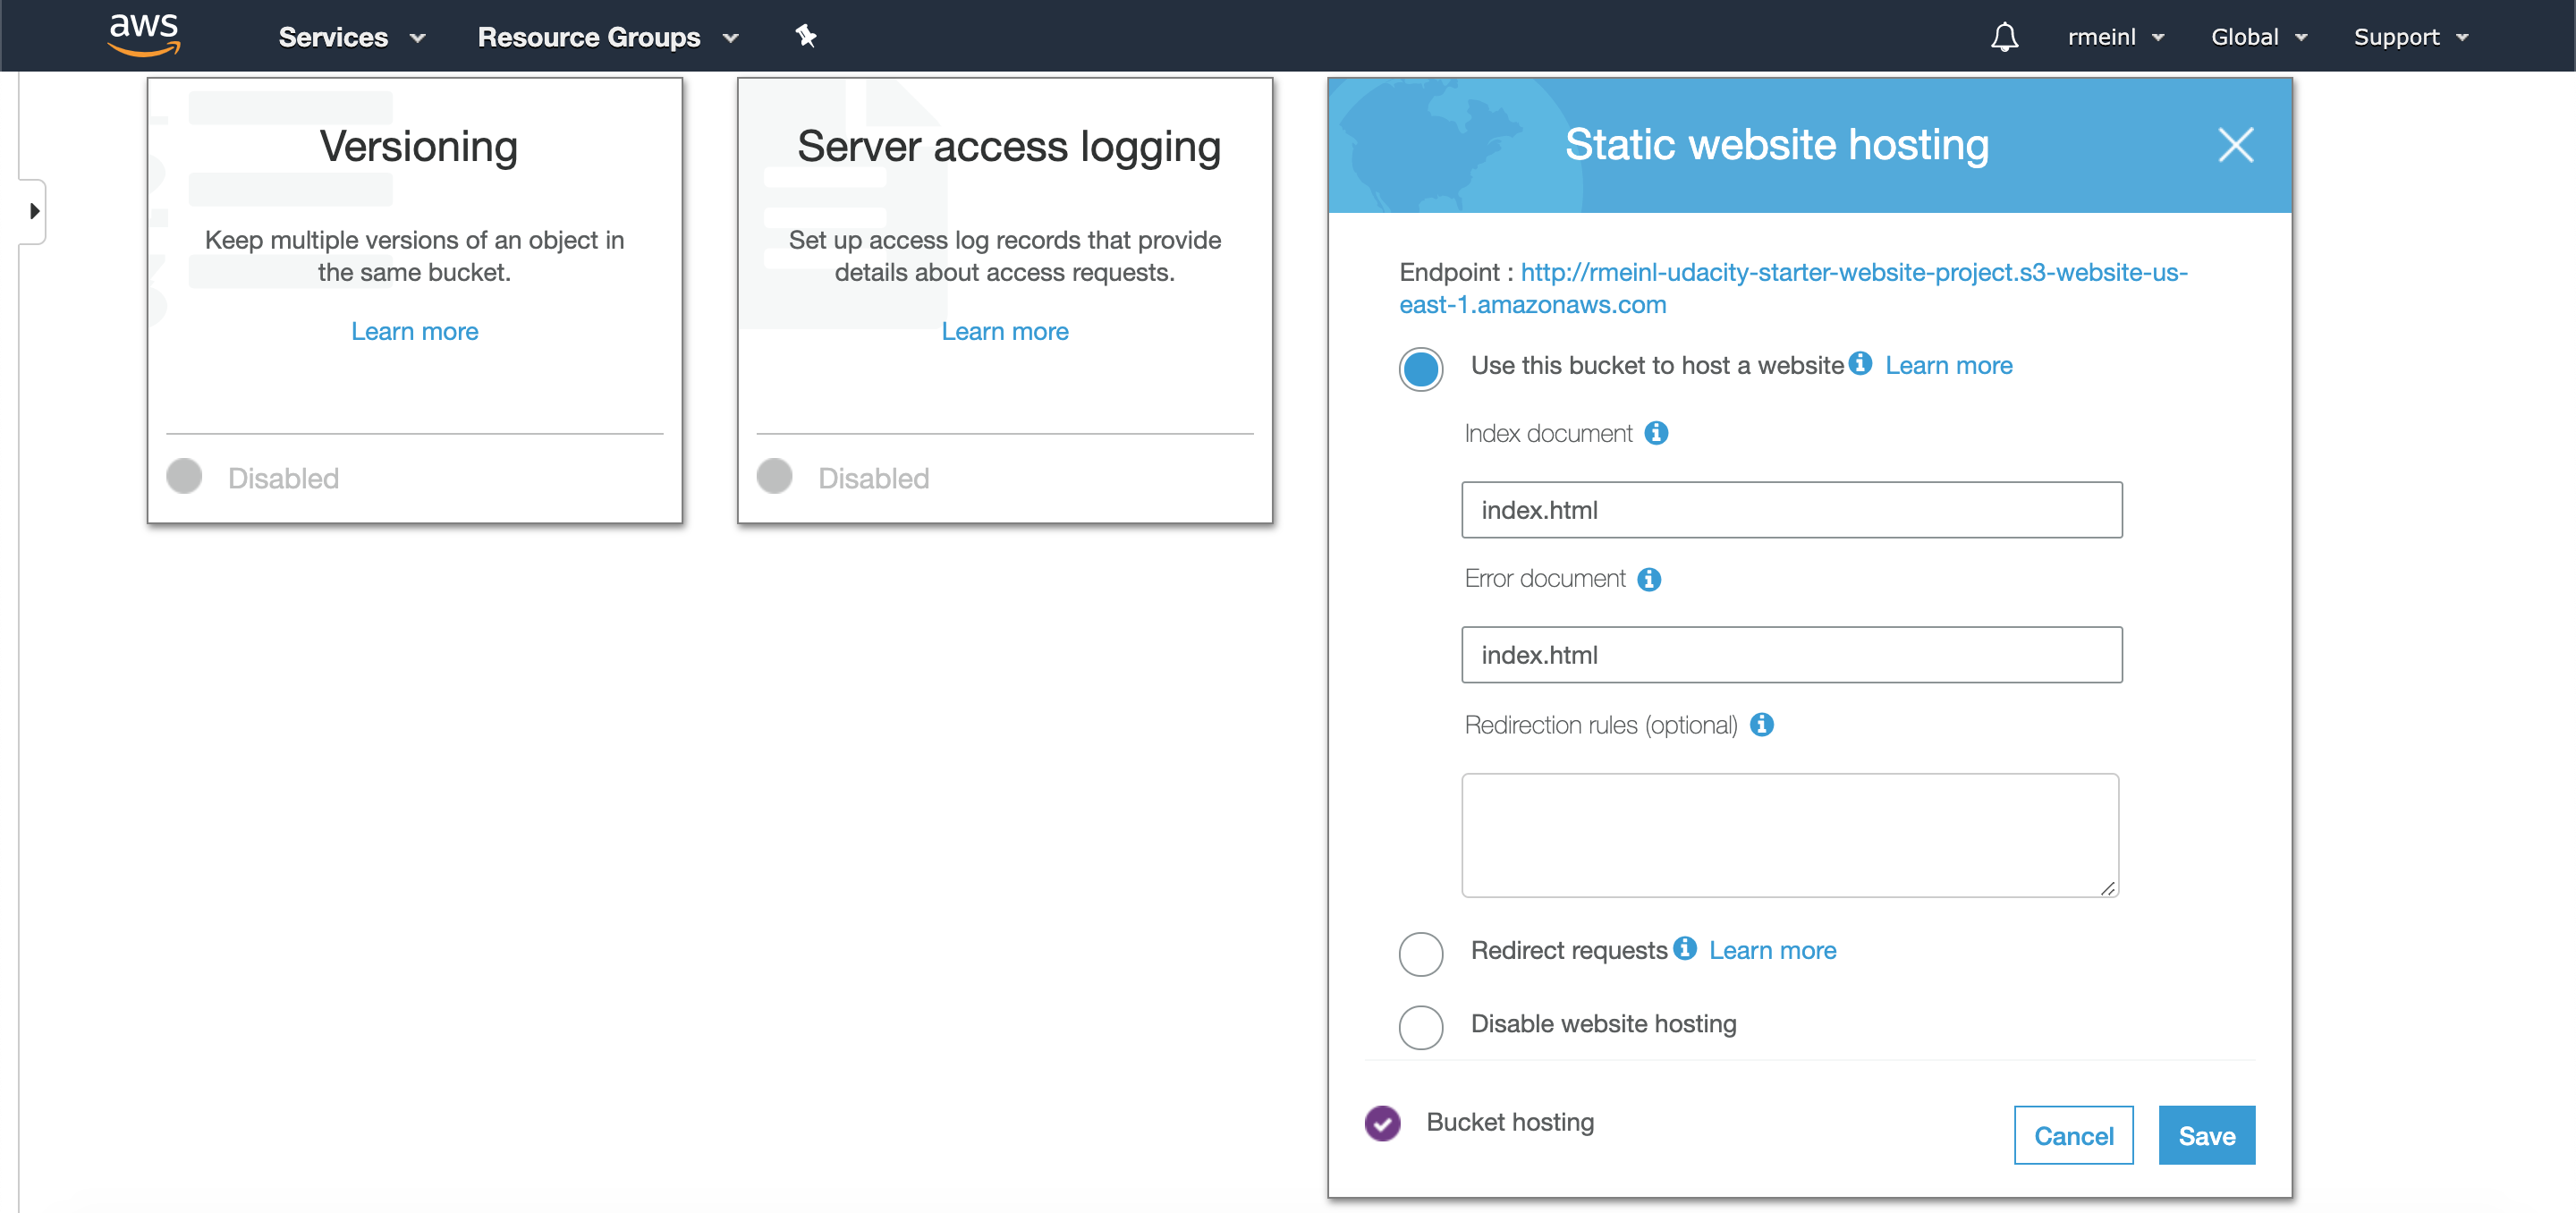 aws
Services
Resource Groups
rmeinl
Global
Support
Versioning
Keep multiple versions of an object in
the same bucket.
Learn more
Disabled
Server access logging
Set up access log records that provide
details about access requests.
Learn more
Disabled
Static website hosting
Endpoint : http://rmeinl-udacity-starter-website-project.s3-website-us-
east-1.amazonaws.com
Use this bucket to host a website Learn more
Index document
index.html
Error document
index.html
Redirection rules (optional)
Redirect requests Learn more
Disable website hosting
Bucket hosting
Cancel
Save